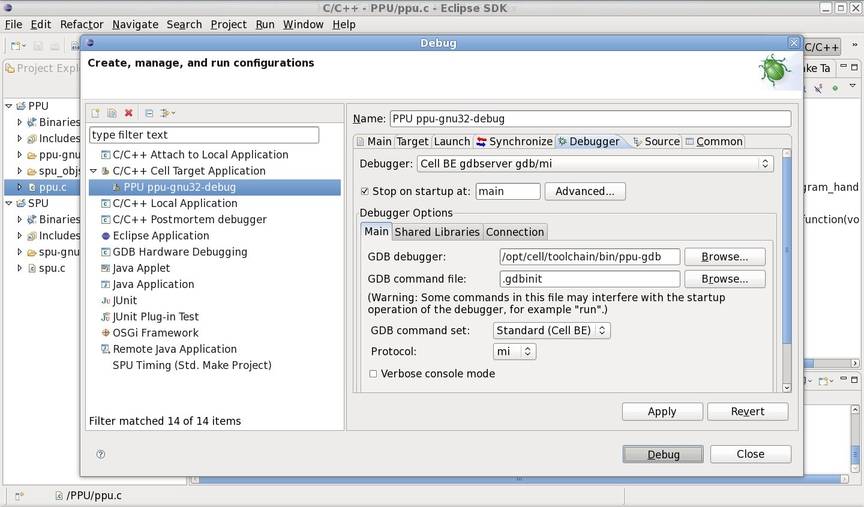 C/C++ - PPU/ppu.c - Eclipse SDK
File Edit Refactor Navigate Search Project Run Window Help
Debug
C/C++
Project Expl
ke Ta
Create, manage, and run configurations
PPU
Binaries
Includes
ppu-gnu
spu_obj
ppu.c
SPU
Binaries
Includes
spu-gnu
spu.c
type filter text
C/C++ Attach to Local Application
C/C++ Cell Target Application
PPU ppu-gnu32-debug
C/C++ Local Application
C/C++ Postmortem debugger
Eclipse Application
GDB Hardware Debugging
Java Applet
Java Application
JUnit
JUnit Plug-in Test
OSGi Framework
Remote Java Application
SPU Timing (Std. Make Project)
Filter matched 14 of 14 items
Name: PPU ppu-gnu32-debug
Main Target Launch Synchronize Debugger Source Common
Debugger: Cell BE gdbserver gdb/mi
Stop on startup at: main Advanced...
Debugger Options
Main Shared Libraries Connection
GDB debugger: /opt/cell/toolchain/bin/ppu-gdb Browse...
GDB command file: .gdbinit Browse...
(Warning: Some commands in this file may interfere with the startup
operation of the debugger, for example "run".)
GDB command set: Standard (Cell BE)
Protocol: mi
Verbose console mode
Apply Revert
Debug Close
gram_hand
function(vo
/PPU/ppu.c